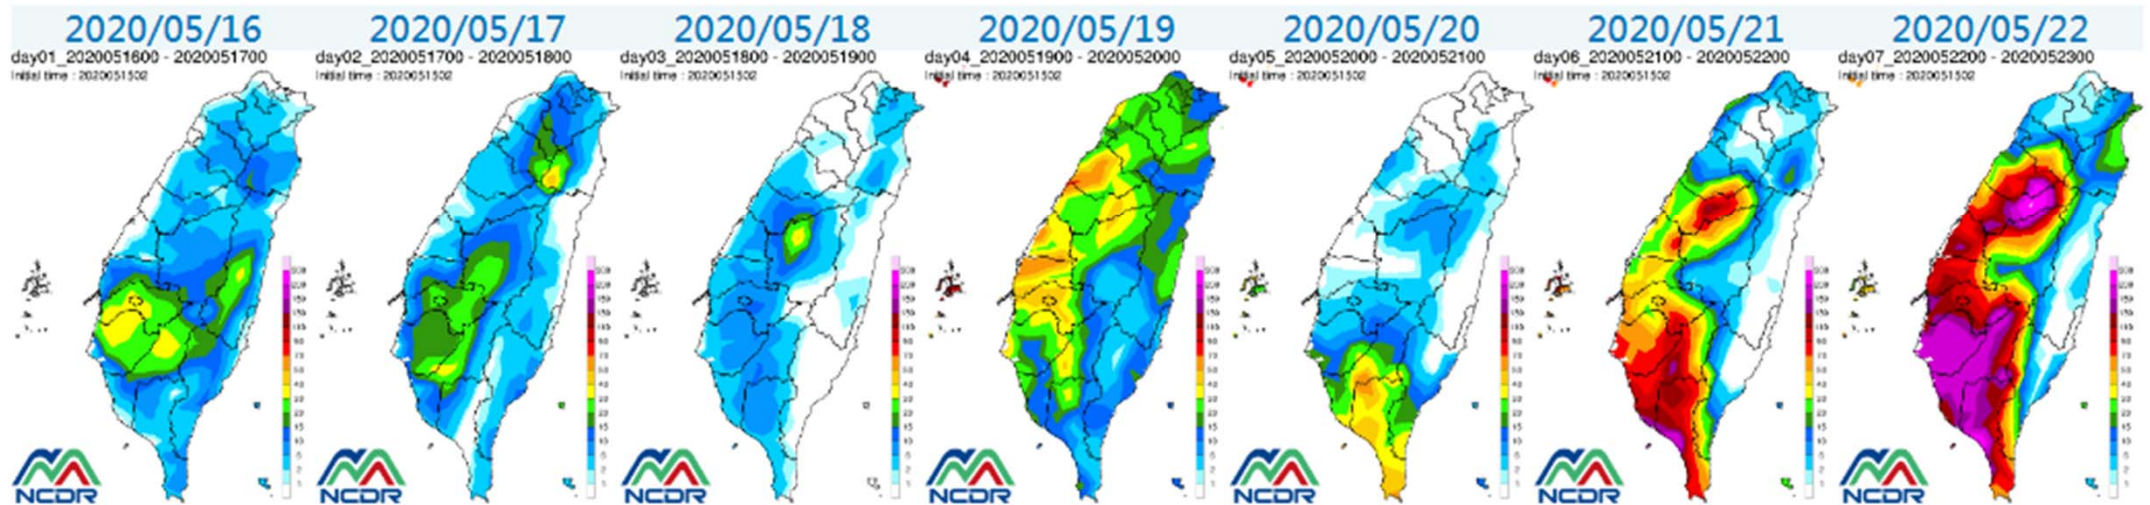 2020/05/16
day01_2020051600 - 2020051700
Initial time : 2020051502
NCDR
2020/05/17
day02_2020051700 - 2020051800
Initial time : 2020051502
NCDR
2020/05/18
day03_2020051800 - 2020051900
Initial time : 2020051502
NCDR
2020/05/19
day04_2020051900 - 2020052000
Initial time : 2020051502
NCDR
2020/05/20
day05_2020052000 - 2020052100
Initial time : 2020051502
NCDR
2020/05/21
day06_2020052100 - 2020052200
Initial time : 2020051502
NCDR
2020/05/22
day07_2020052200 - 2020052300
Initial time : 2020051502
NCDR